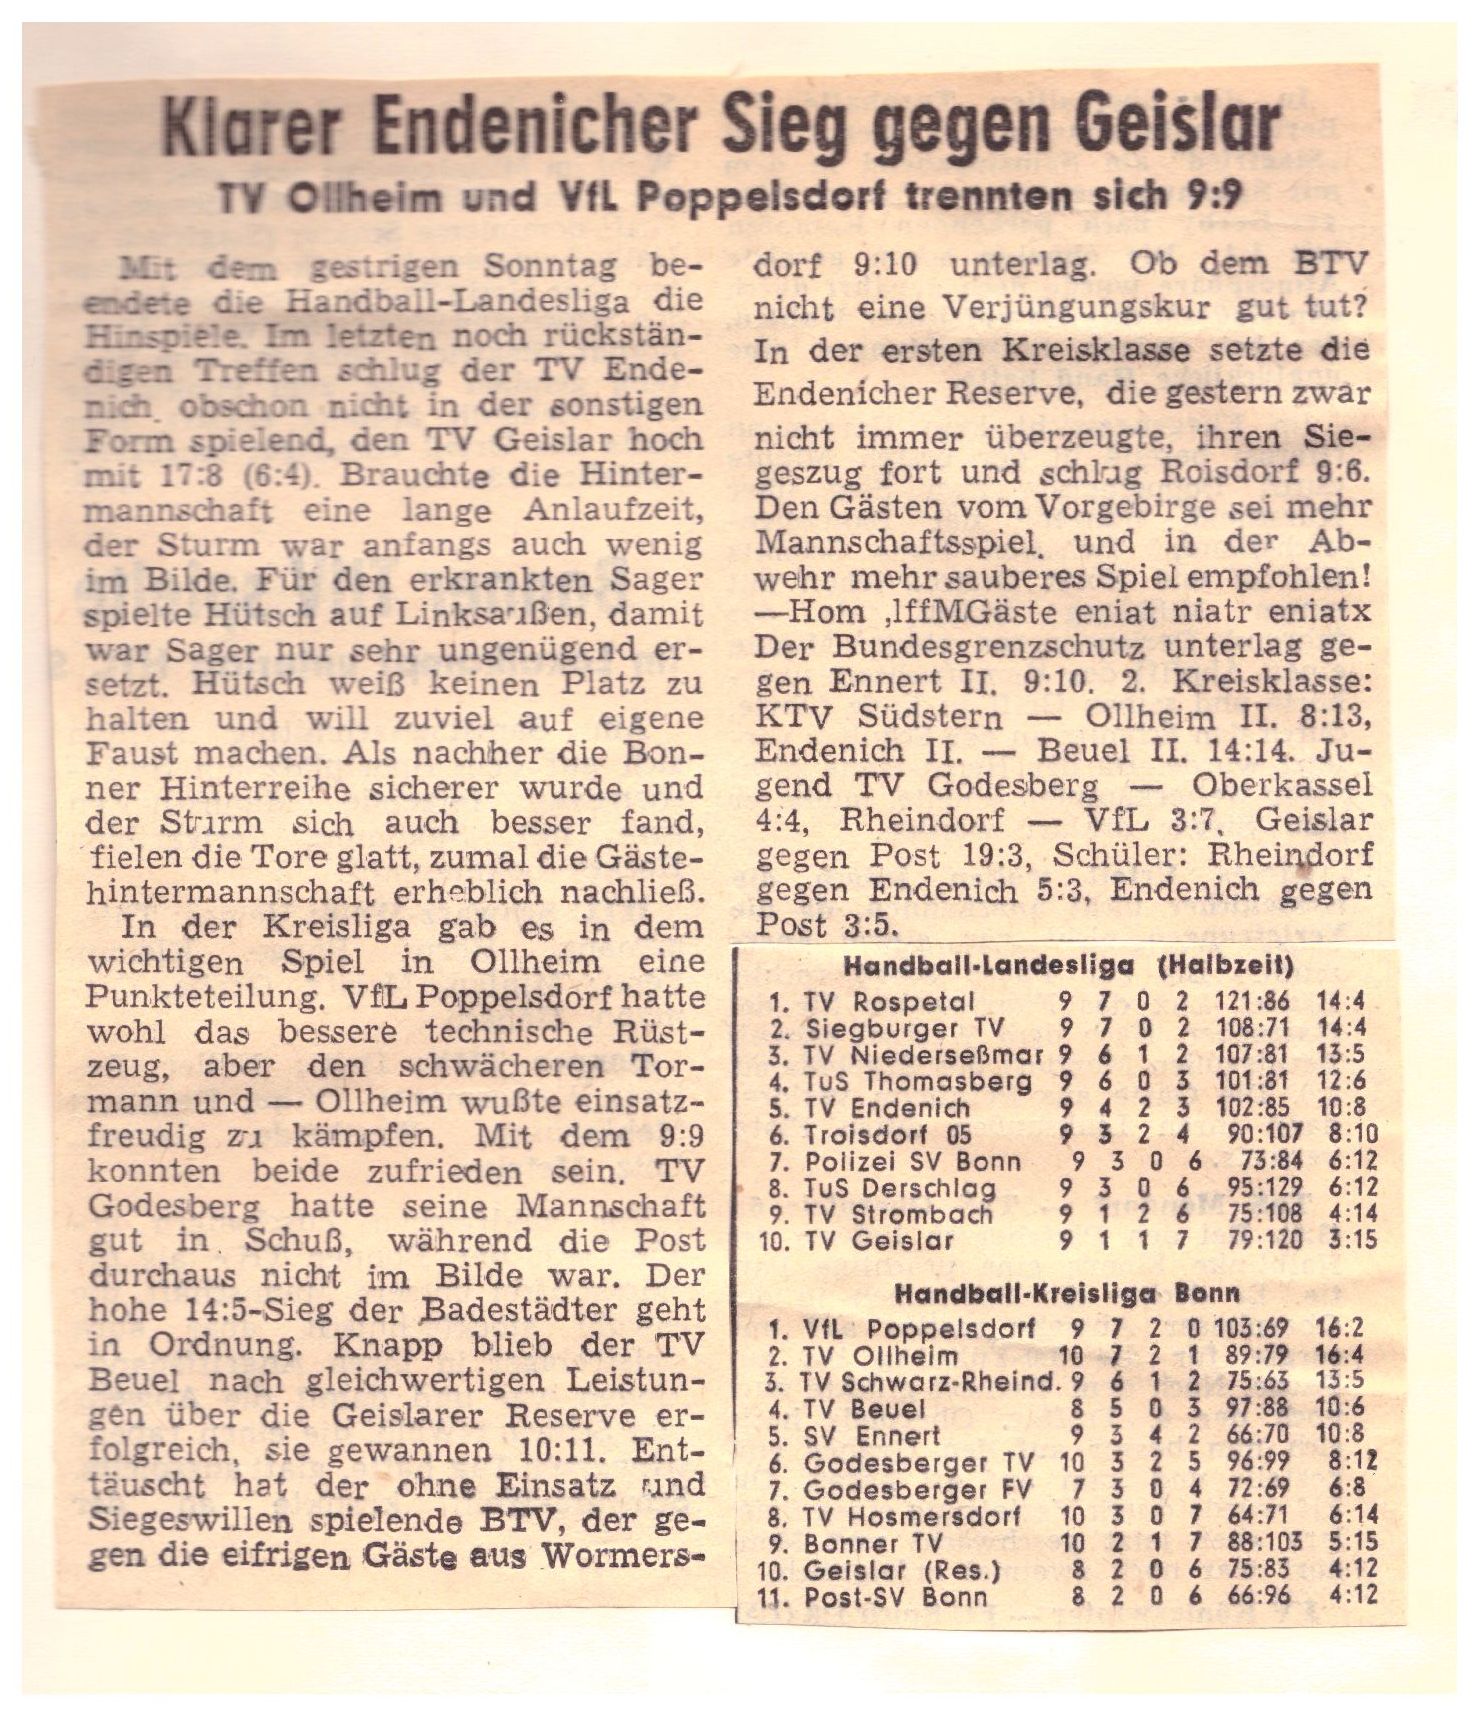 Klarer Endenicher Sieg gegen Geislar
TV Ollheim und VfL Poppelsdorf trennten sich 9:9
Mit dem gestrigen Sonntag be-
endete die Handball-Landesliga die
Hinspiele. Im letzten noch rückstän-
digen Treffen schlug der TV Ende-
nich, obschon nicht in der sonstigen
Form spielend, den TV Geislar hoch
mit 17:8 (6:4). Brauchte die Hinter-
mannschaft eine lange Anlaufzeit,
der Sturm war anfangs auch wenig
im Bilde. Für den erkrankten Sager
spielte Hütsch auf Linksaußen, damit
war Sager nur sehr ungenügend er-
setzt. Hütsch weiß keinen Platz zu
halten und will zuviel auf eigene
Faust machen. Als nachher die Bon-
ner Hinterreihe sicherer wurde und
der Sturm sich auch besser fand,
fielen die Tore glatt, zumal die Gäste-
hintermannschaft erheblich nachließ.
In der Kreisliga gab es in dem
wichtigen Spiel in Ollheim eine
Punkteteilung. VfL Poppelsdorf hatte
wohl das bessere technische Rüst-
zeug, aber den schwächeren Tor-
mann und — Ollheim wußte einsatz-
freudig zu kämpfen. Mit dem 9:9
konnten beide zufrieden sein. TV
Godesberg hatte seine Mannschaft
gut in Schuß, während die Post
durchaus nicht im Bilde war. Der
hohe 14:5-Sieg der Badestädter geht
in Ordnung. Knapp blieb der TV
Beuel nach gleichwertigen Leistun-
gen über die Geislarer Reserve er-
folgreich, sie gewannen 10:11. Ent-
täuscht hat der ohne Einsatz und
Siegeswillen spielende BTV, der ge-
gen die eifrigen Gäste aus Wormers-
dorf 9:10 unterlag. Ob dem BTV
nicht eine Verjüngungskur gut tut?
In der ersten Kreisklasse setzte die
Endenicher Reserve, die gestern zwar
nicht immer überzeugte, ihren Sie-
geszug fort und schlug Roisdorf 9:6.
Den Gästen vom Vorgebirge sei mehr
Mannschaftsspiel, und in der Ab-
wehr mehr sauberes Spiel empfohlen!
—Hom ,lffMGäste eniat niatr eniatx
Der Bundesgrenzschutz unterlag ge-
gen Ennert II. 9:10. 2. Kreisklasse:
KTV Südstern — Ollheim II. 8:13,
Endenich II. — Beuel II. 14:14. Ju-
gend TV Godesberg — Oberkassel
4:4, Rheindorf — VfL 3:7, Geislar
gegen Post 19:3, Schüler: Rheindorf
gegen Endenich 5:3, Endenich gegen
Post 3:5.
Handball-Landesliga (Halbzeit)
1. TV Rospetal 9 7 0 2 121:86 14:4
2. Siegburger TV 9 7 0 2 108:71 14:4
3. TV Niederseßmar 9 6 1 2 107:81 13:5
4. TuS Thomasberg 9 6 0 3 101:81 12:6
5. TV Endenich 9 4 2 3 102:85 10:8
6. Troisdorf 05 9 3 2 4 90:107 8:10
7. Polizei SV Bonn 9 3 0 6 73:84 6:12
8. TuS Derschlag 9 3 0 6 95:129 6:12
9. TV Strombach 9 1 2 6 75:108 4:14
10. TV Geislar 9 1 1 7 79:120 3:15
Handball-Kreisliga Bonn
1. VfL Poppelsdorf 9 7 2 0 103:69 16:2
2. TV Ollheim 10 7 2 1 89:79 16:4
3. TV Schwarz-Rheind. 9 6 1 2 75:63 13:5
4. TV Beuel 8 5 0 3 97:88 10:6
5. SV Ennert 9 3 4 2 66:70 10:8
6. Godesberger TV 10 3 2 5 96:99 8:12
7. Godesberger FV 7 3 0 4 72:69 6:8
8. TV Hosmersdorf 10 3 0 7 64:71 6:14
9. Bonner TV 10 2 1 7 88:103 5:15
10. Geislar (Res.) 8 2 0 6 75:83 4:12
11. Post-SV Bonn 8 2 0 6 66:96 4:12